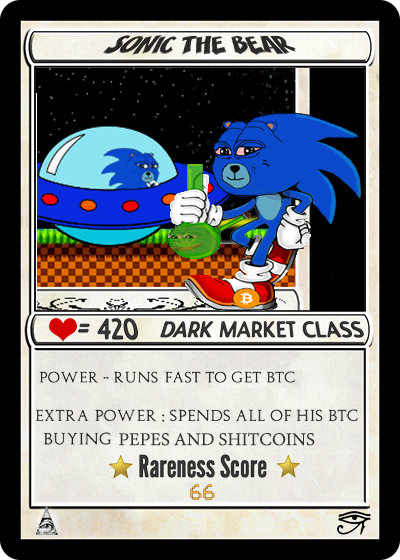 SONIC THE BEAR
= 420 DARK MARKET CLASS
POWER - RUNS FAST TO GET BTC
EXTRA POWER : SPENDS ALL OF HIS BTC
BUYING PEPES AND SHITCOINS
Rareness Score
66